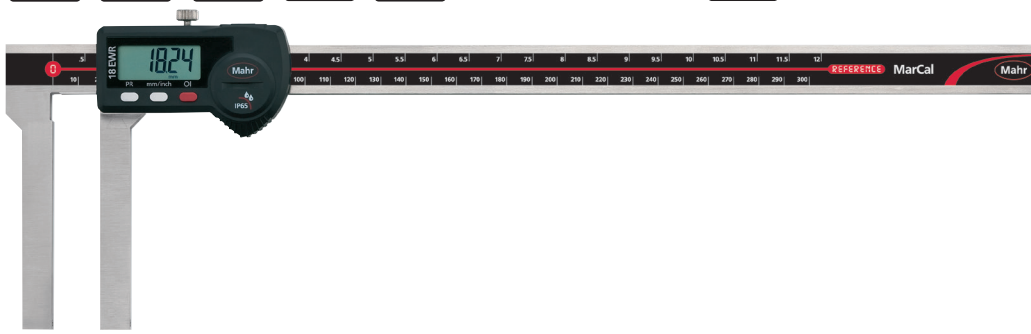 18 EWR
18.24
mm
PR mm/inch 0I
Mahr
IP65
0 .5 4 4.5 5 5.5 6 6.5 7 7.5 8 8.5 9 9.5 10 10.5 11 11.5 12
10 100 110 120 130 140 150 160 170 180 190 200 210 220 230 240 250 260 270 280 290 300
REFERENCE MarCal Mahr